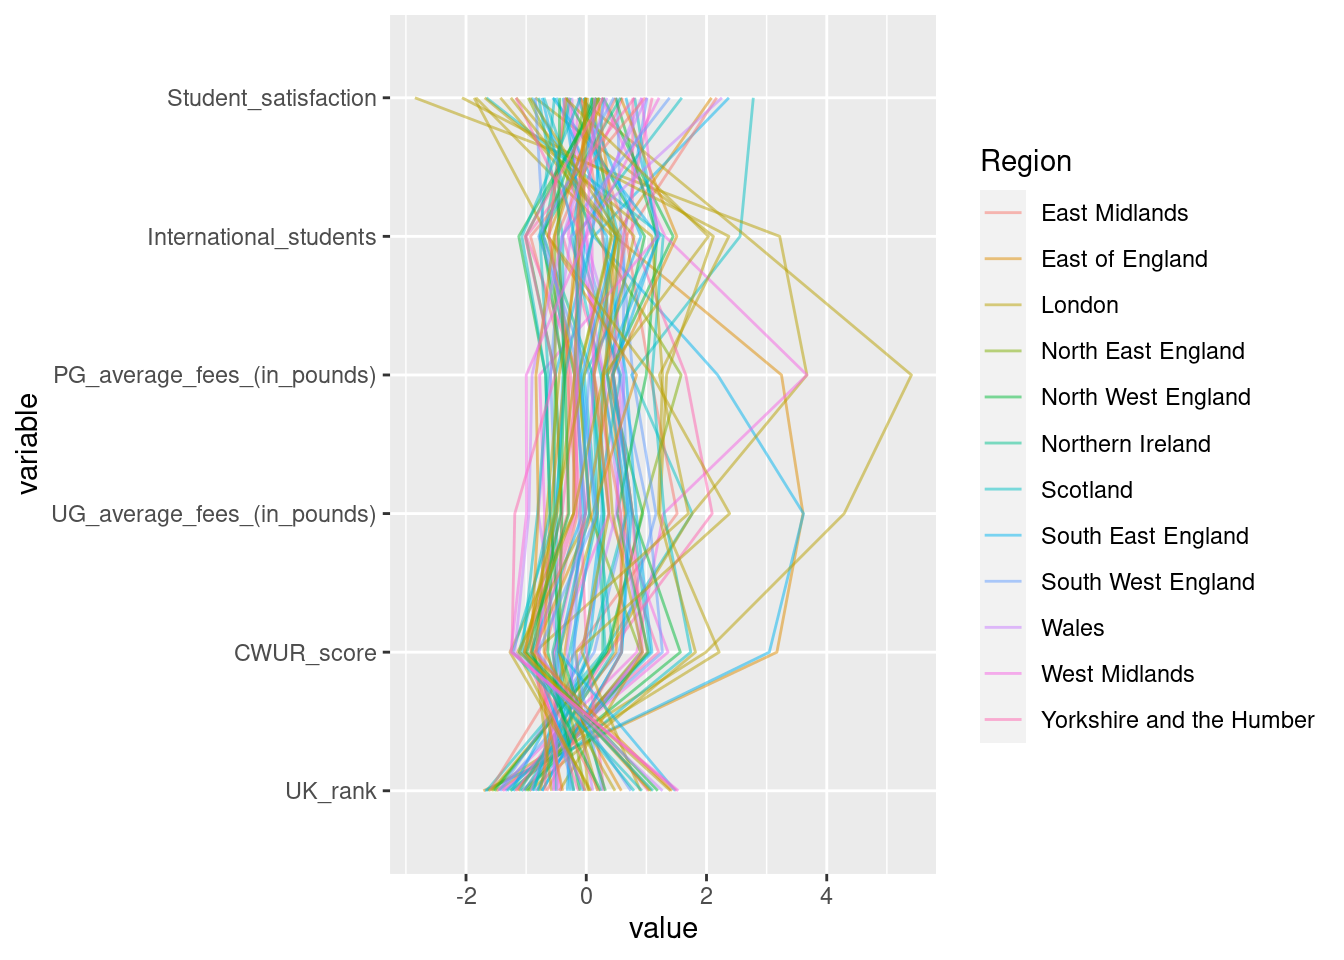 Student_satisfaction
International_students
PG_average_fees_(in_pounds)
UG_average_fees_(in_pounds)
CWUR_score
UK_rank
variable
-2 0 2 4
value
Region
East Midlands
East of England
London
North East England
North West England
Northern Ireland
Scotland
South East England
South West England
Wales
West Midlands
Yorkshire and the Humber